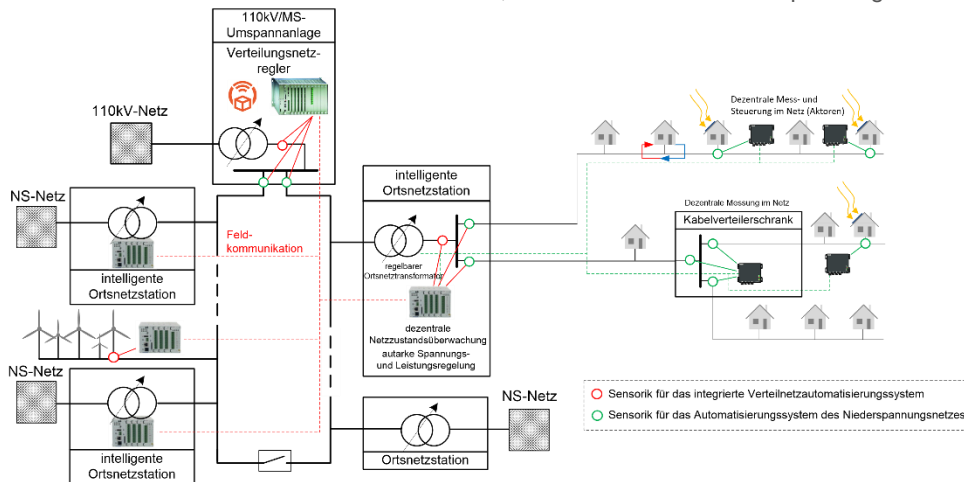 110kV/MS-
Umspannanlage
Verteilungsnetz-
regler
110kV-Netz
NS-Netz
intelligente
Ortsnetzstation
Feld-
kommunikation
NS-Netz
intelligente
Ortsnetzstation
intelligente
Ortsnetzstation
regelbarer
Ortsnetztransformator
dezentrale
Netzzustandsüberwachung
autarke Spannungs-
und Leistungsregelung
Ortsnetzstation
NS-Netz
Dezentrale Mess- und
Steuerung im Netz (Aktoren)
Dezentrale Messung im Notz
Kabelverteilerschrank
Sensorik für das integrierte Verteilnetzautomatisierungssystem
Sensorik für das Automatisierungssystem des Niederspannungsnetzes